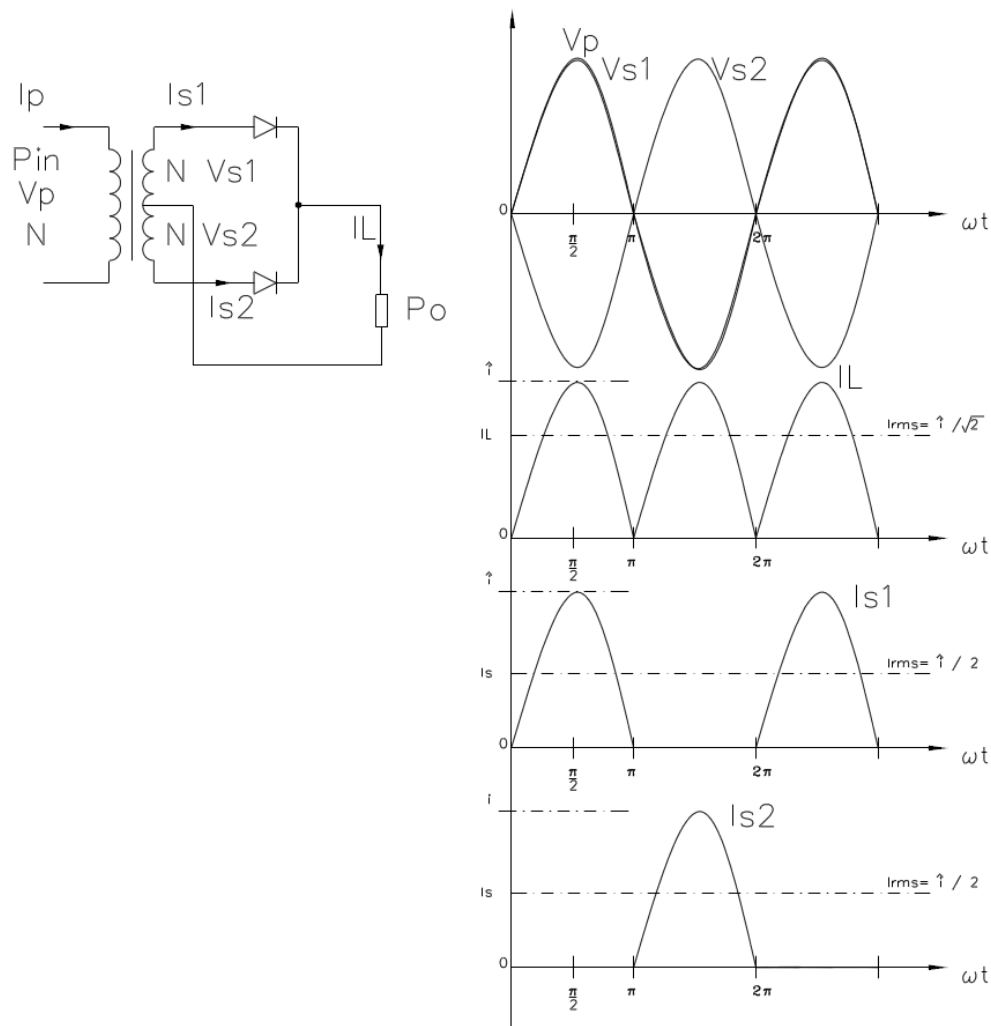 Ip
Is1
Pin
Vp
N
N Vs1
N Vs2
IL
Is2
Po
Vp
Vs1
Vs2
0
π/2
π
2π
ωt
î
IL
IL
Irms= î /√2
0
π/2
π
2π
ωt
î
Is1
Is
Irms= î / 2
0
π/2
π
2π
ωt
i
Is2
Is
Irms= î / 2
0
π/2
π
2π
ωt